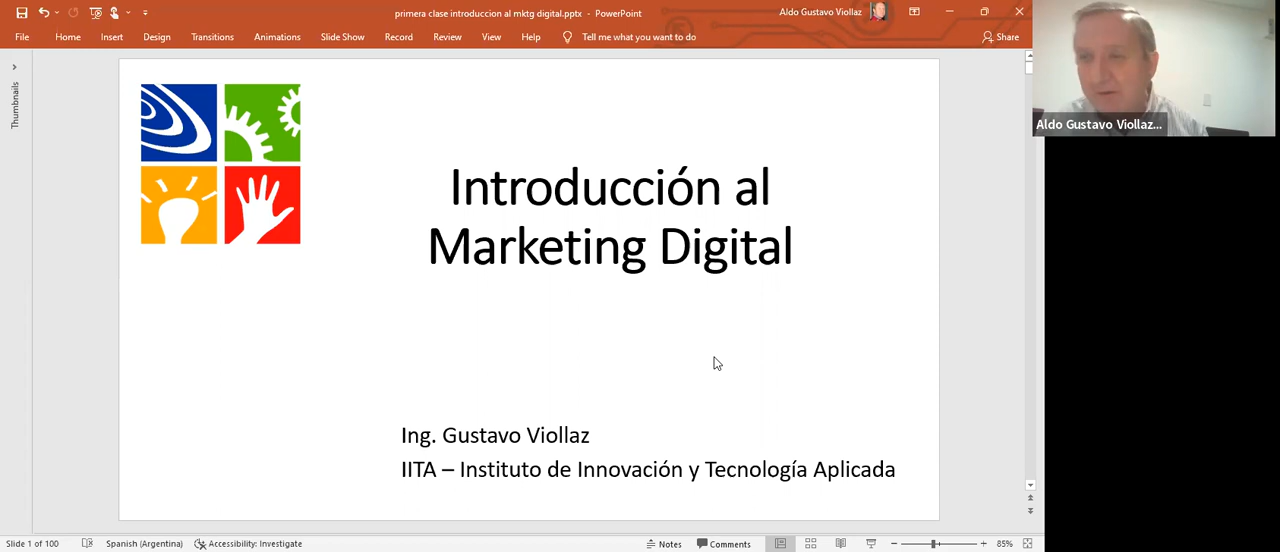 primera clase introduccion al mktg digital.pptx - PowerPoint
Aldo Gustavo Viollaz
File Home Insert Design Transitions Animations Slide Show Record Review View Help Tell me what you want to do Share
Thumbnails
Aldo Gustavo Viollaz...
Introducción al
Marketing Digital
Ing. Gustavo Viollaz
IITA – Instituto de Innovación y Tecnología Aplicada
Slide 1 of 100 Spanish (Argentina) Accessibility: Investigate Notes Comments 85%